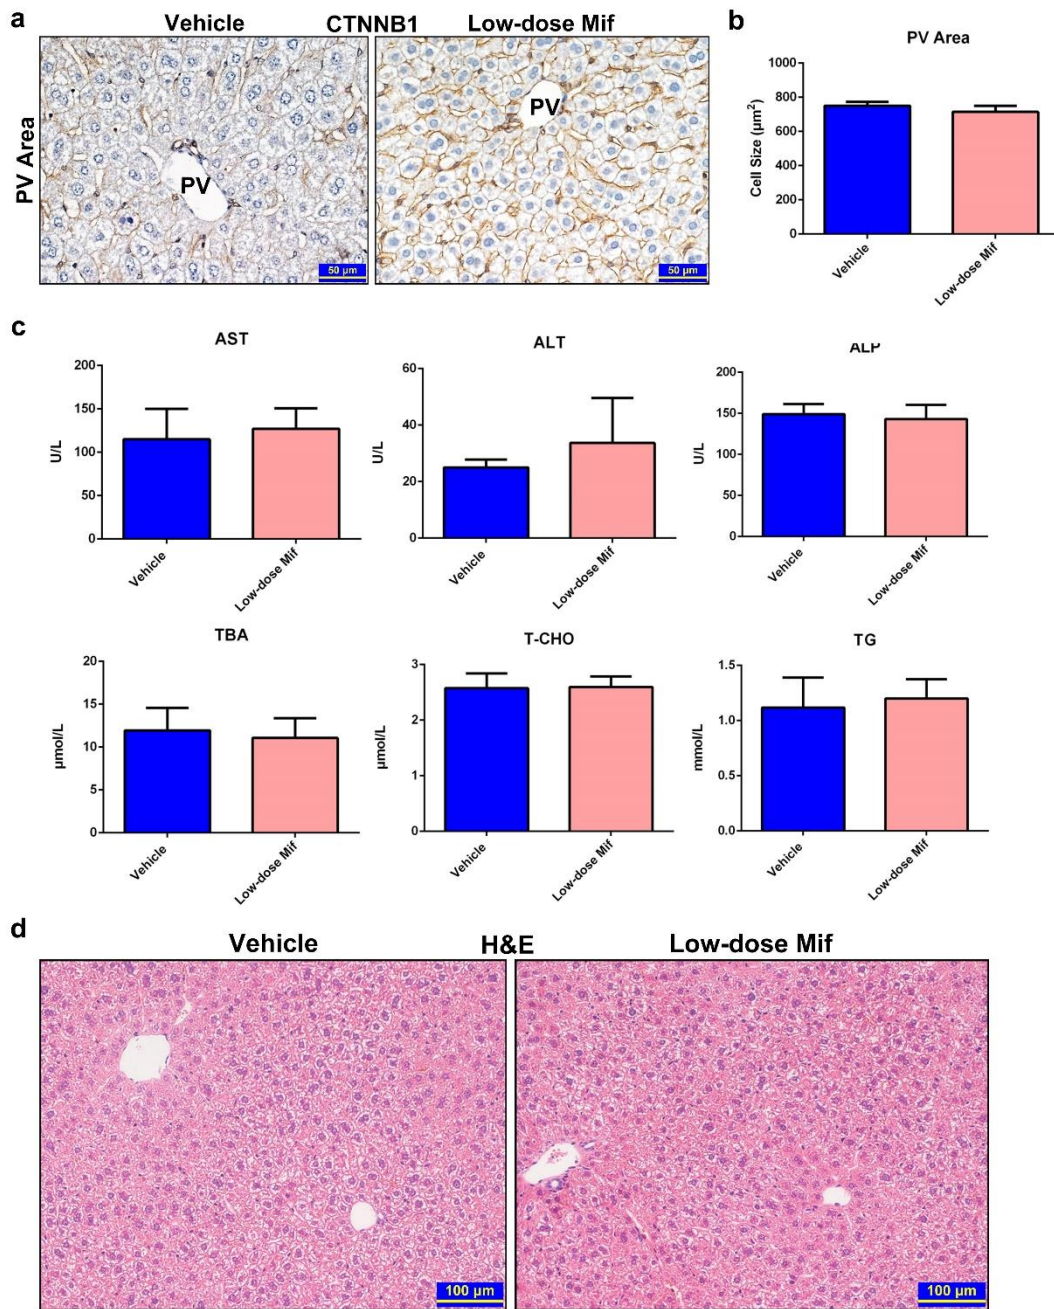 a
Vehicle CTNNB1 Low-dose Mif
PV Area
PV
50 µm
PV
50 µm
b
PV Area
Cell Size (µm²)
1000
800
600
400
200
0
Vehicle
Low-dose Mif
c
AST
U/L
200
150
100
50
0
Vehicle
Low-dose Mif
ALT
U/L
60
40
20
0
Vehicle
Low-dose Mif
ALP
U/L
200
150
100
50
0
Vehicle
Low-dose Mif
TBA
µmol/L
20
15
10
5
0
Vehicle
Low-dose Mif
T-CHO
µmol/L
3
2
1
0
Vehicle
Low-dose Mif
TG
mmol/L
1.5
1.0
0.5
0.0
Vehicle
Low-dose Mif
d
Vehicle H&E Low-dose Mif
100 µm
100 µm